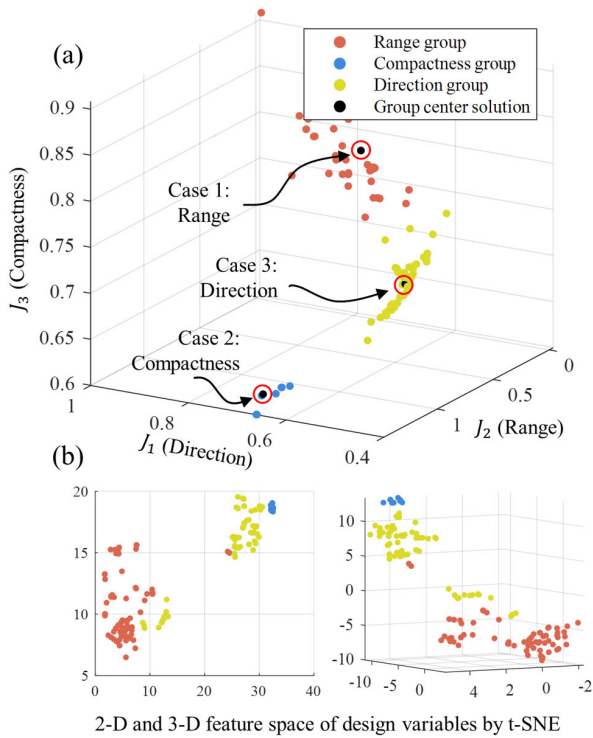 (a)
Range group
Compactness group
Direction group
Group center solution
0.9
0.85
0.8
0.75
0.7
0.65
0.6
J3 (Compactness)
Case 1:
Range
Case 3:
Direction
Case 2:
Compactness
1
0.8
0.6
0.4
J1 (Direction)
0
0.5
1
J2 (Range)
(b)
20
15
10
5
0
10
20
30
40
10
5
0
-5
-10
-10
-5
0
4
2
0
-2
2-D and 3-D feature space of design variables by t-SNE